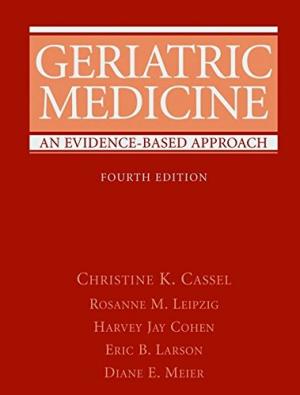 GERIATRIC
MEDICINE
AN EVIDENCE-BASED APPROACH
FOURTH EDITION
CHRISTINE K. CASSEL
ROSANNE M. LEIPZIG
HARVEY JAY COHEN
ERIC B. LARSON
DIANE E. MEIER